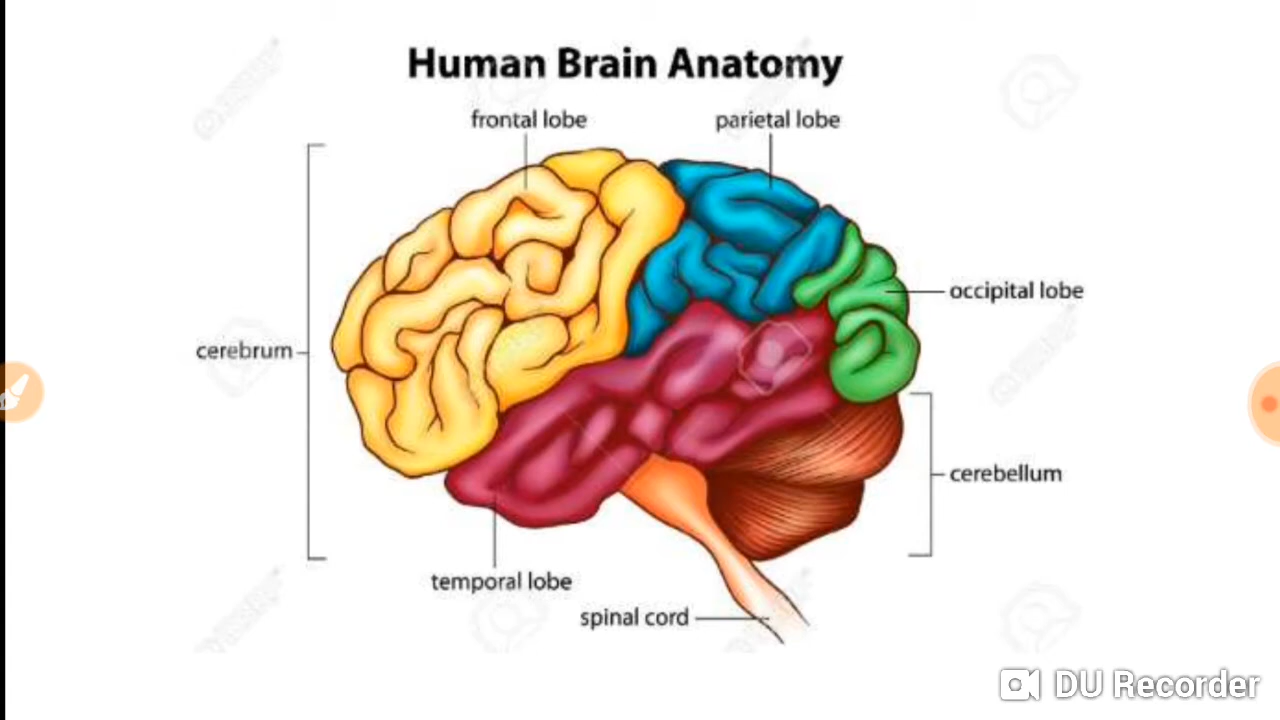 Human Brain Anatomy
frontal lobe
parietal lobe
occipital lobe
cerebrum
cerebellum
temporal lobe
spinal cord
DU Recorder